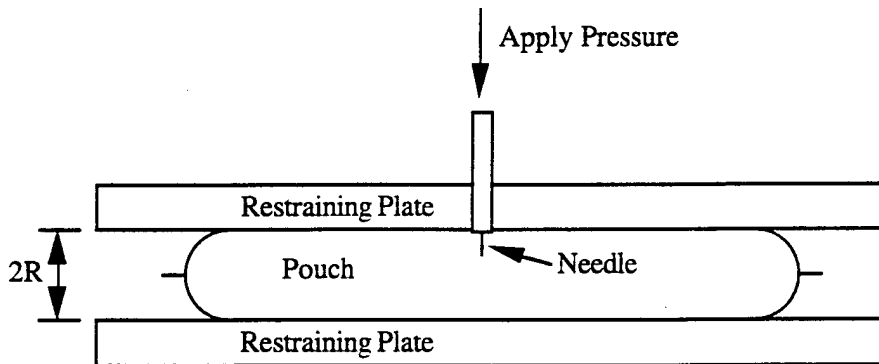 Apply Pressure
Restraining Plate
2R
Pouch
Needle
Restraining Plate